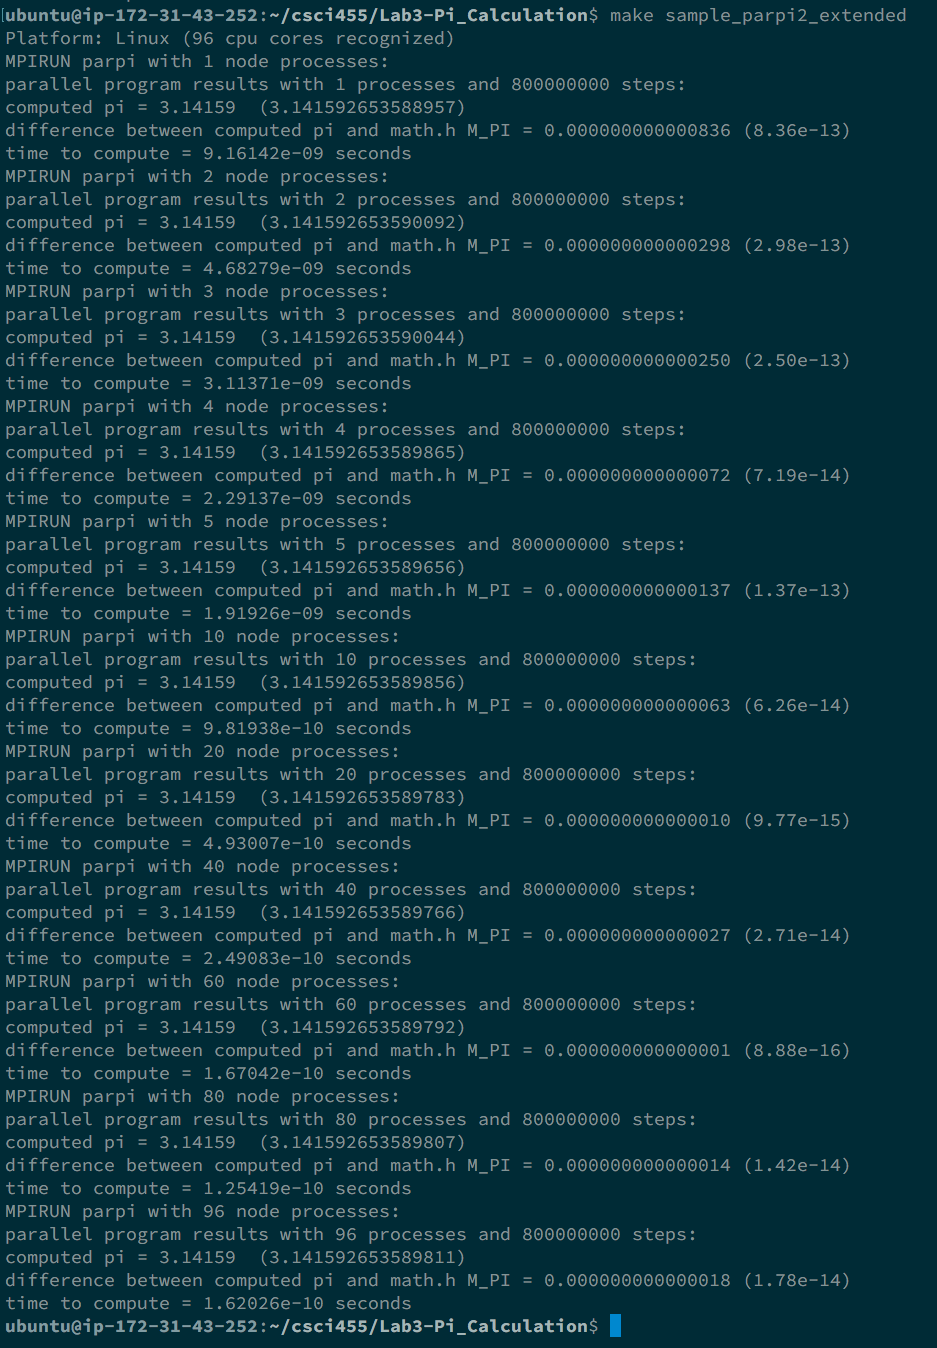 ubuntu@ip-172-31-43-252:~/csci455/Lab3-Pi_Calculation$ make sample_parpi2_extended
Platform: Linux (96 cpu cores recognized)
MPIRUN parpi with 1 node processes:
parallel program results with 1 processes and 800000000 steps:
computed pi = 3.14159  (3.141592653588957)
difference between computed pi and math.h M_PI = 0.000000000000836 (8.36e-13)
time to compute = 9.16142e-09 seconds
MPIRUN parpi with 2 node processes:
parallel program results with 2 processes and 800000000 steps:
computed pi = 3.14159  (3.141592653590092)
difference between computed pi and math.h M_PI = 0.000000000000298 (2.98e-13)
time to compute = 4.68279e-09 seconds
MPIRUN parpi with 3 node processes:
parallel program results with 3 processes and 800000000 steps:
computed pi = 3.14159  (3.141592653590044)
difference between computed pi and math.h M_PI = 0.000000000000250 (2.50e-13)
time to compute = 3.11371e-09 seconds
MPIRUN parpi with 4 node processes:
parallel program results with 4 processes and 800000000 steps:
computed pi = 3.14159  (3.141592653589865)
difference between computed pi and math.h M_PI = 0.000000000000072 (7.19e-14)
time to compute = 2.29137e-09 seconds
MPIRUN parpi with 5 node processes:
parallel program results with 5 processes and 800000000 steps:
computed pi = 3.14159  (3.141592653589656)
difference between computed pi and math.h M_PI = 0.000000000000137 (1.37e-13)
time to compute = 1.91926e-09 seconds
MPIRUN parpi with 10 node processes:
parallel program results with 10 processes and 800000000 steps:
computed pi = 3.14159  (3.141592653589856)
difference between computed pi and math.h M_PI = 0.000000000000063 (6.26e-14)
time to compute = 9.81938e-10 seconds
MPIRUN parpi with 20 node processes:
parallel program results with 20 processes and 800000000 steps:
computed pi = 3.14159  (3.141592653589783)
difference between computed pi and math.h M_PI = 0.000000000000010 (9.77e-15)
time to compute = 4.93007e-10 seconds
MPIRUN parpi with 40 node processes:
parallel program results with 40 processes and 800000000 steps:
computed pi = 3.14159  (3.141592653589766)
difference between computed pi and math.h M_PI = 0.000000000000027 (2.71e-14)
time to compute = 2.49083e-10 seconds
MPIRUN parpi with 60 node processes:
parallel program results with 60 processes and 800000000 steps:
computed pi = 3.14159  (3.141592653589792)
difference between computed pi and math.h M_PI = 0.000000000000001 (8.88e-16)
time to compute = 1.67042e-10 seconds
MPIRUN parpi with 80 node processes:
parallel program results with 80 processes and 800000000 steps:
computed pi = 3.14159  (3.141592653589807)
difference between computed pi and math.h M_PI = 0.000000000000014 (1.42e-14)
time to compute = 1.25419e-10 seconds
MPIRUN parpi with 96 node processes:
parallel program results with 96 processes and 800000000 steps:
computed pi = 3.14159  (3.141592653589811)
difference between computed pi and math.h M_PI = 0.000000000000018 (1.78e-14)
time to compute = 1.62026e-10 seconds
ubuntu@ip-172-31-43-252:~/csci455/Lab3-Pi_Calculation$